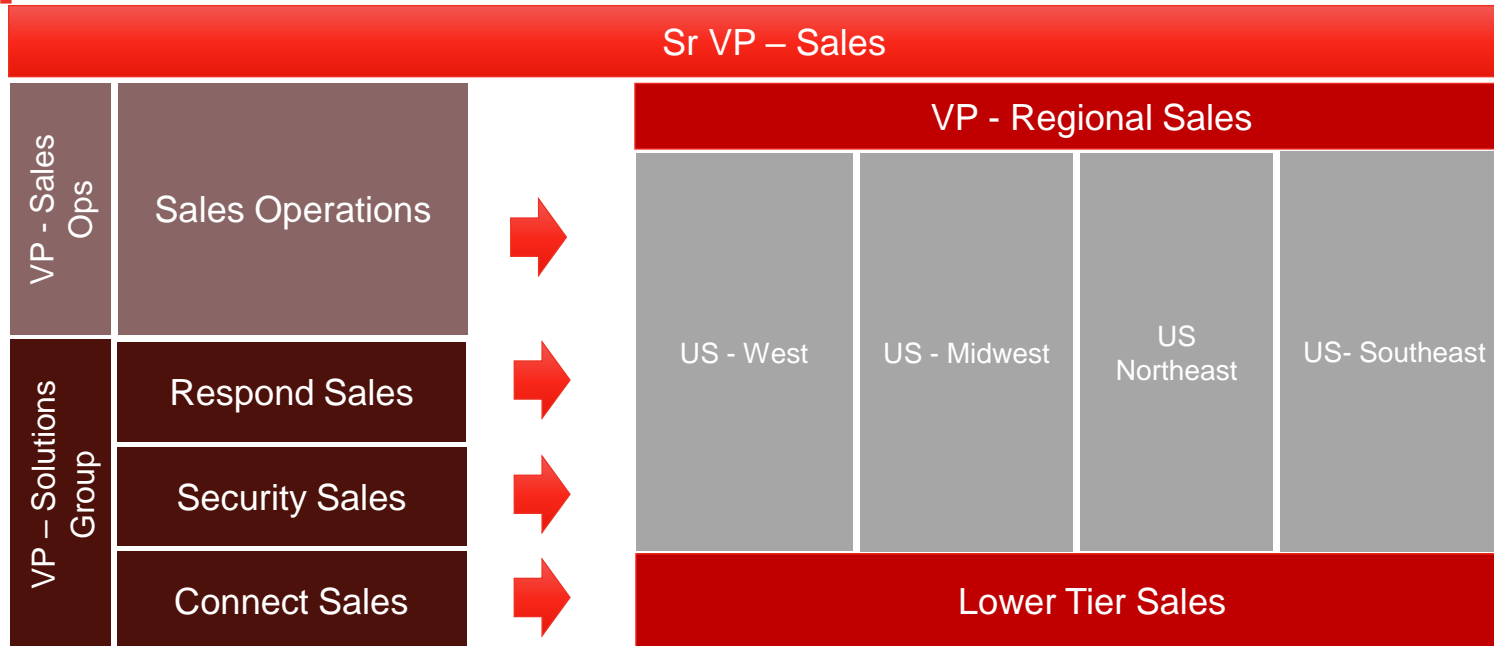 Sr VP – Sales
VP - Sales
Ops
Sales Operations
VP - Regional Sales
US - West
US - Midwest
US
Northeast
US- Southeast
VP – Solutions
Group
Respond Sales
Security Sales
Connect Sales
Lower Tier Sales